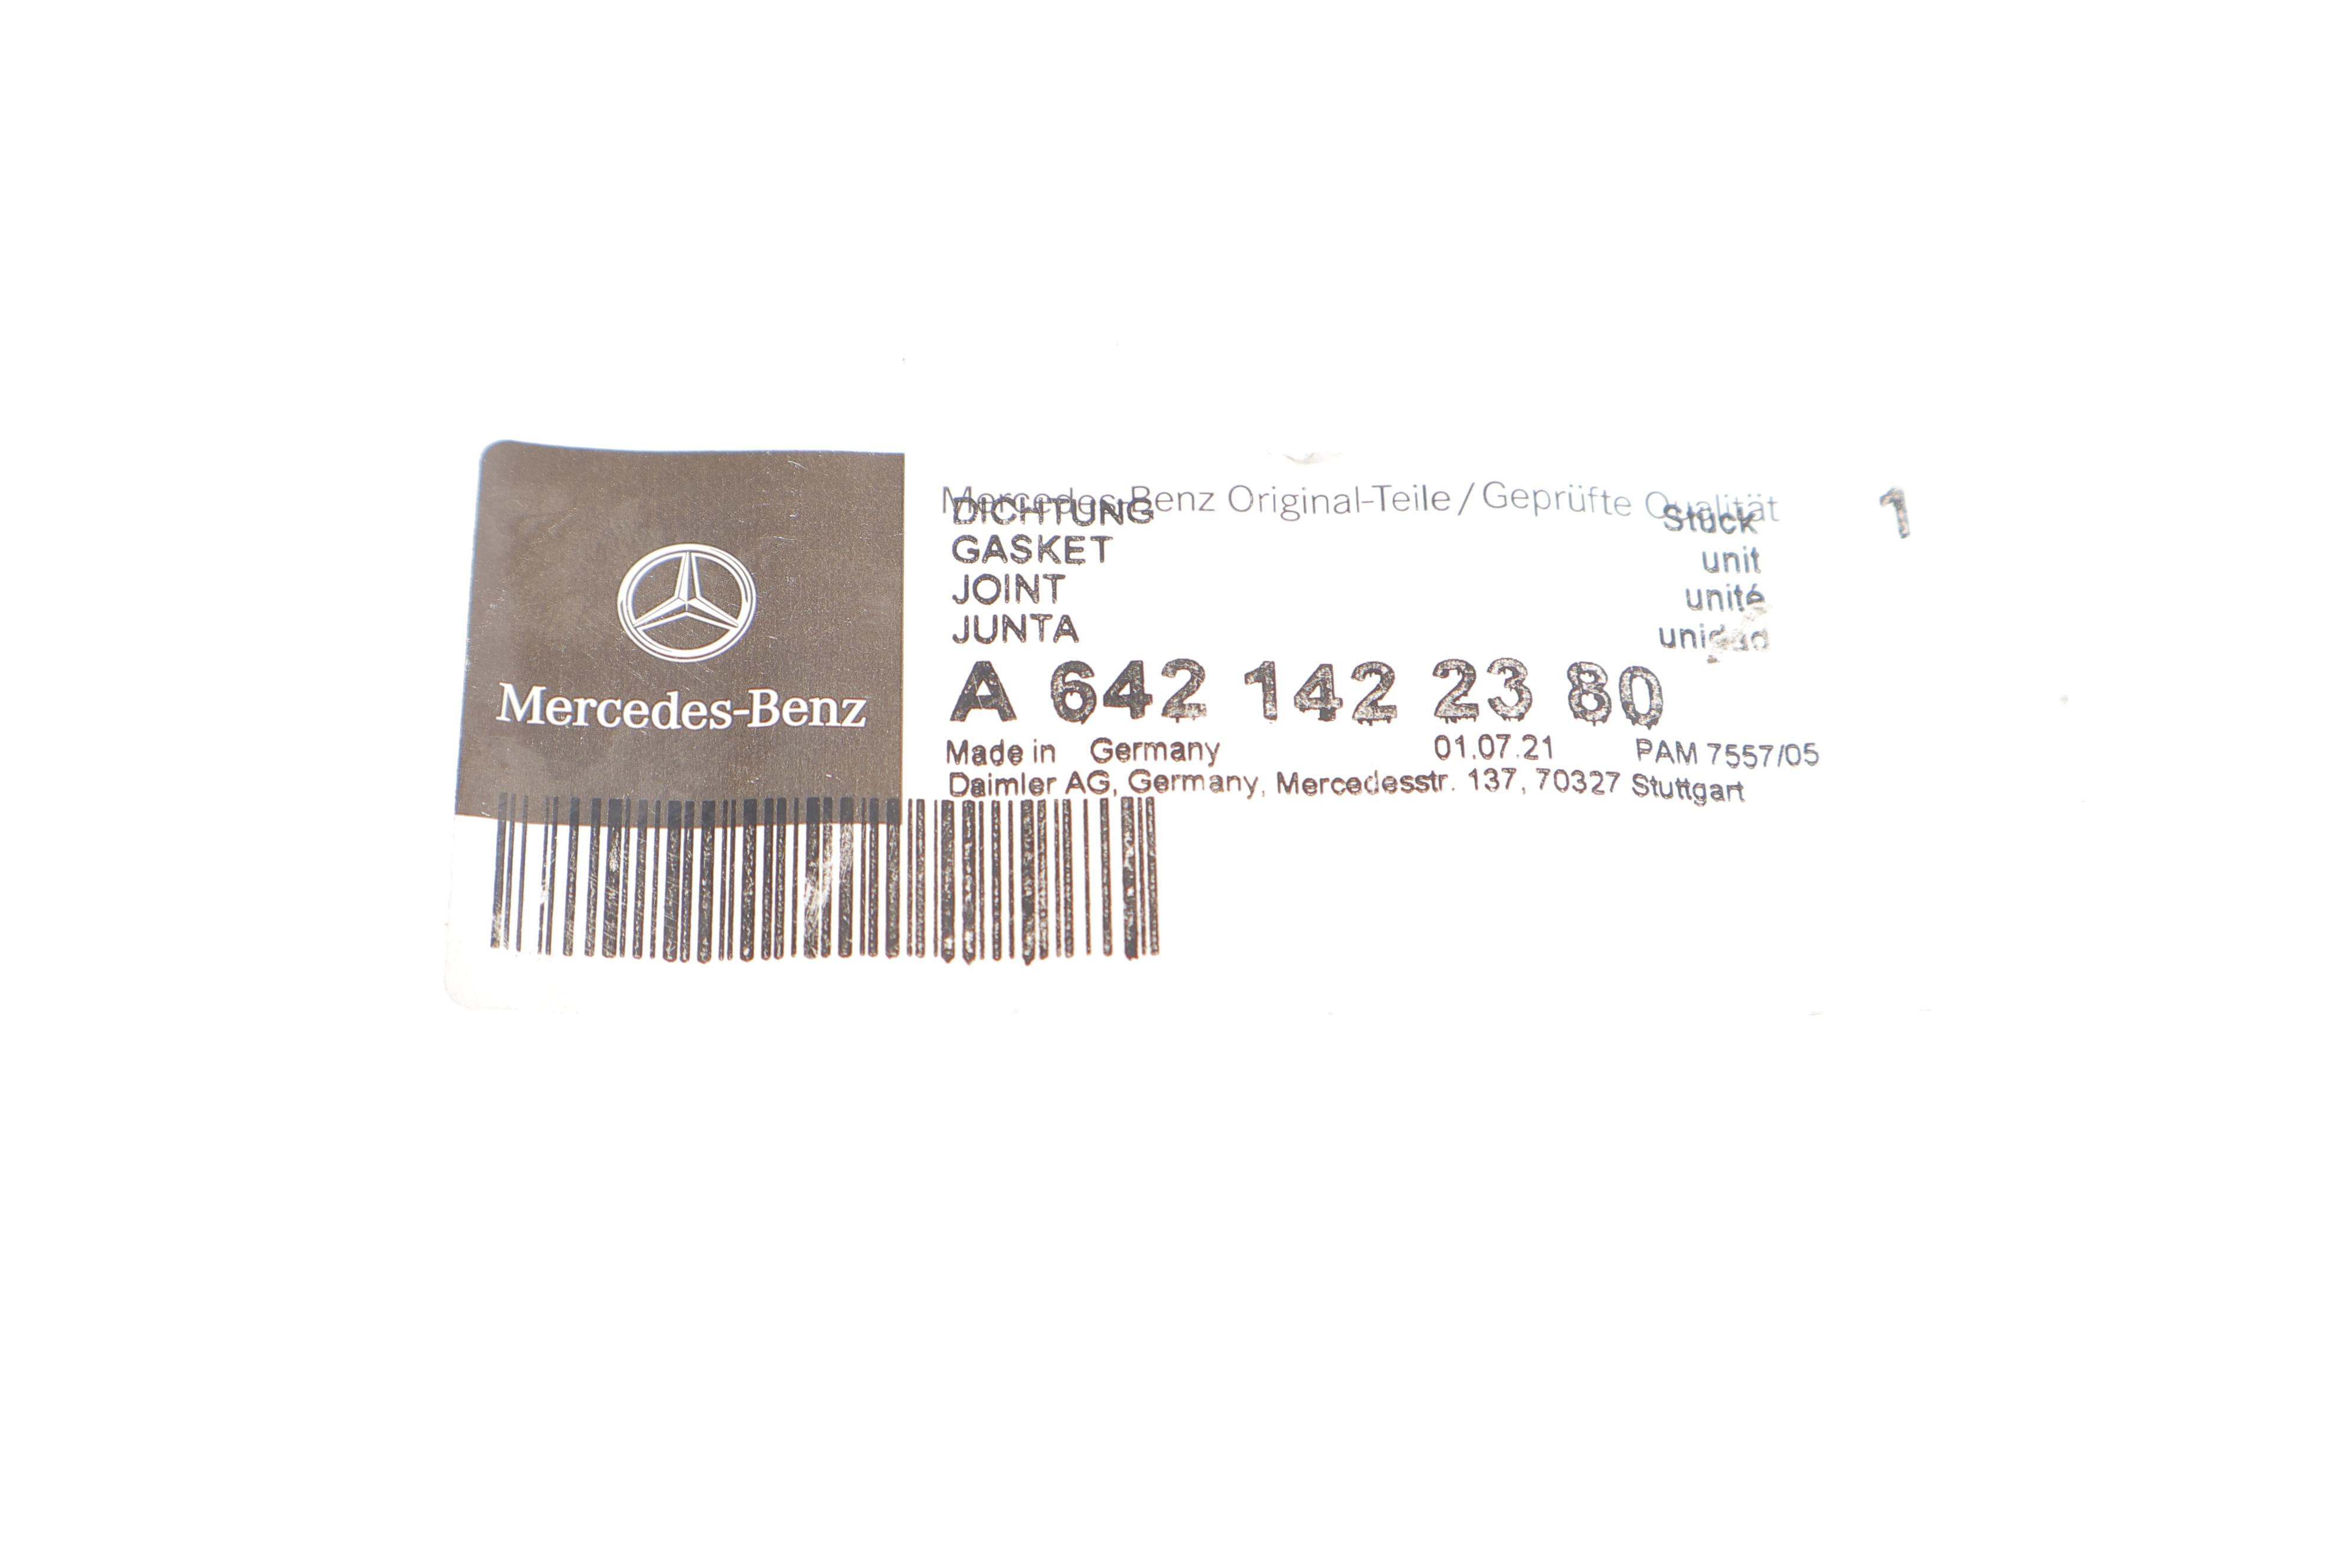 Mercedes-Benz
Mercedes-Benz Original-Teile / Geprüfte Qualität
DICHTUNG Stück 1
GASKET unit
JOINT unité
JUNTA unidad
A 642 142 23 80
Made in Germany 01.07.21 PAM 7557/05
Daimler AG, Germany, Mercedesstr. 137, 70327 Stuttgart